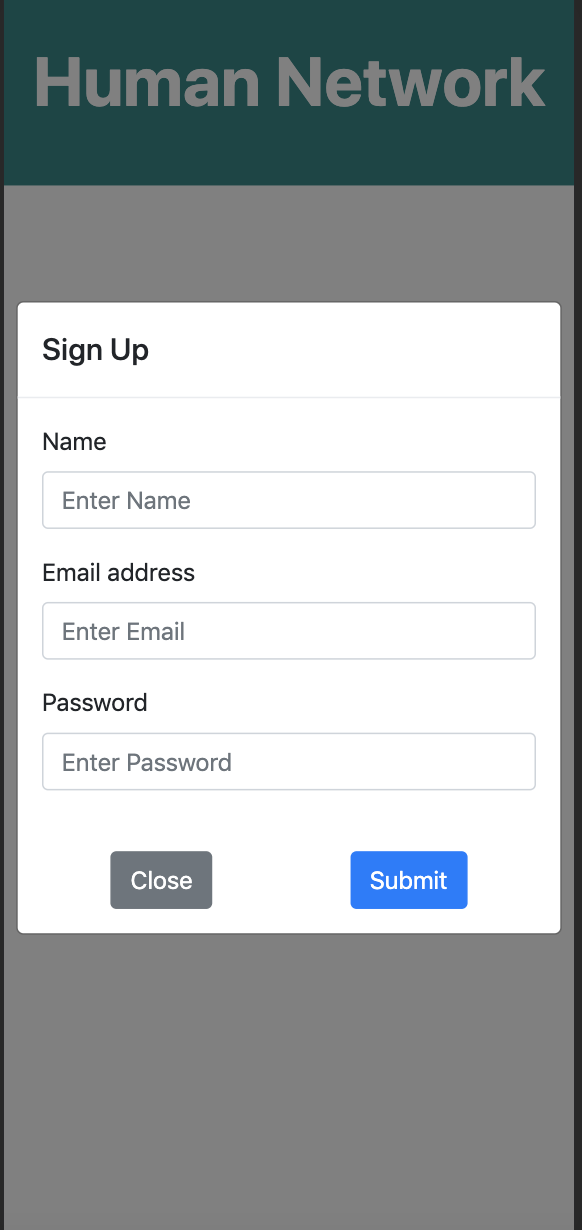 Human Network
Sign Up
Name
Enter Name
Email address
Enter Email
Password
Enter Password
Close Submit